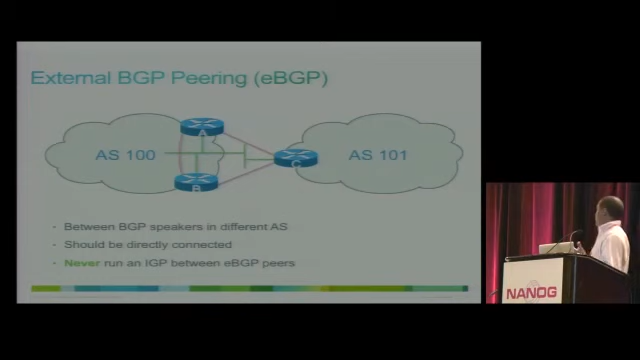 External BGP Peering (eBGP)
A
AS 100
AS 101
C
B
· Between BGP speakers in different AS
· Should be directly connected
· Never run an IGP between eBGP peers
NANOG